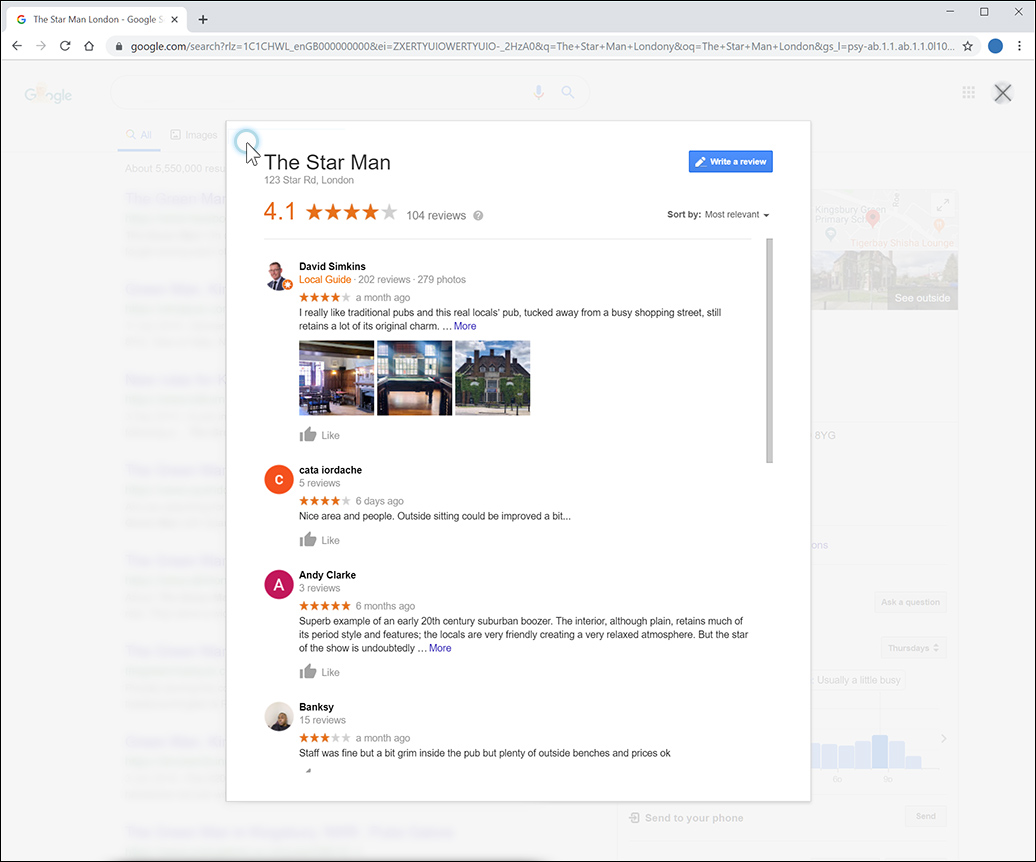 The Star Man London - Google S
google.com/search?rlz=1C1CHWL_enGB000000000&ei=ZXERTYUIOWERTYUIO-_2HzA0&q=The+Star+Man+Londony&oq=The+Star+Man+London&gs_l=psy-ab.1.1.ab.1.1.0l10...
Google
All Images
About 5,550,000 resu
The Star Man
Write a review
123 Star Rd, London
4.1 104 reviews ?
Sort by: Most relevant
David Simkins
Local Guide · 202 reviews · 279 photos
a month ago
I really like traditional pubs and this real locals' pub, tucked away from a busy shopping street, still
retains a lot of its original charm. … More
Like
C
cata iordache
5 reviews
6 days ago
Nice area and people. Outside sitting could be improved a bit...
Like
A
Andy Clarke
3 reviews
6 months ago
Superb example of an early 20th century suburban boozer. The interior, although plain, retains much of
its period style and features; the locals are very friendly creating a very relaxed atmosphere. But the star
of the show is undoubtedly … More
Like
Banksy
15 reviews
a month ago
Staff was fine but a bit grim inside the pub but plenty of outside benches and prices ok
Kingsbury Green
Primary Sc
Roe
Tigerbay Shisha Lounge
See outside
8YG
ons
Ask a question
Thursdays
: Usually a little busy
6p 9p
Send to your phone
Send